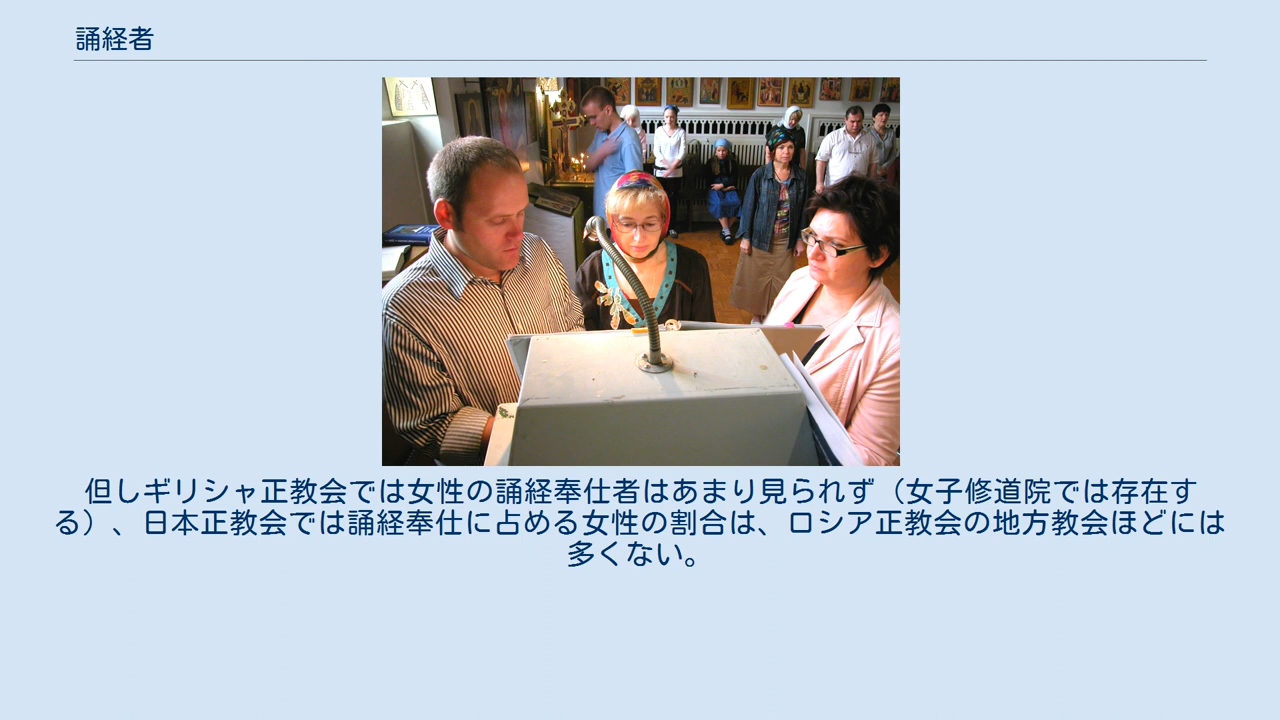 誦経者
但しギリシャ正教会では女性の誦経奉仕者はあまり見られず（女子修道院では存在す
る）、日本正教会では誦経奉仕に占める女性の割合は、ロシア正教会の地方教会ほどには
多くない。